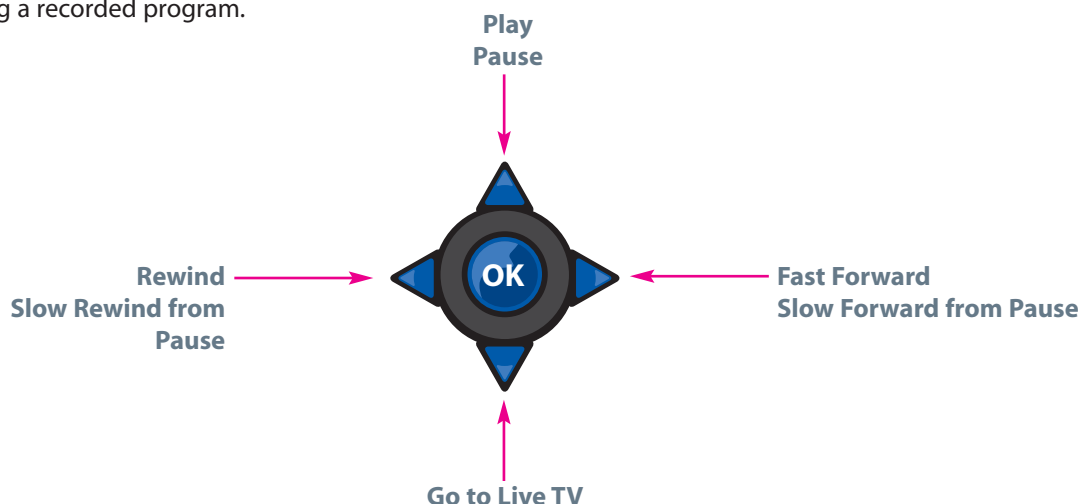 g a recorded program.
Play
Pause
OK
Rewind
Slow Rewind from
Pause
Fast Forward
Slow Forward from Pause
Go to Live TV